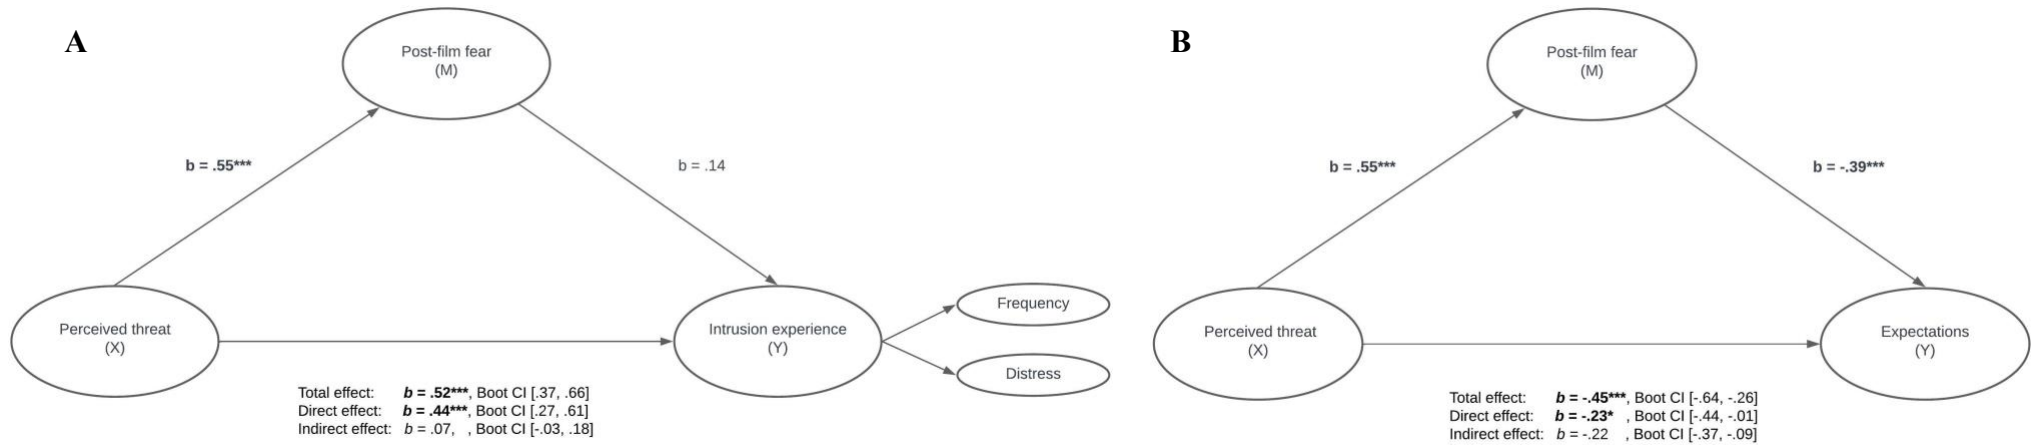 A
Post-film fear
(M)
b = .55***
b = .14
Perceived threat
(X)
Intrusion experience
(Y)
Frequency
Distress
Total effect: b = .52***, Boot CI [.37, .66]
Direct effect: b = .44***, Boot CI [.27, .61]
Indirect effect: b = .07, , Boot CI [-.03, .18]
B
Post-film fear
(M)
b = .55***
b = -.39***
Perceived threat
(X)
Expectations
(Y)
Total effect: b = -.45***, Boot CI [-.64, -.26]
Direct effect: b = -.23* , Boot CI [-.44, -.01]
Indirect effect: b = -.22 , Boot CI [-.37, -.09]